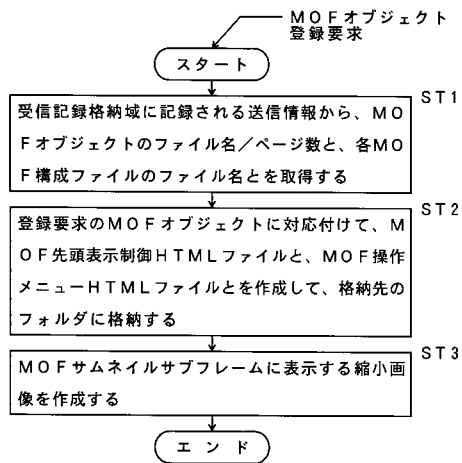 MOFオブジェクト
登録要求
スタート
ST1
受信記録格納域に記録される送信情報から、MO
Fオブジェクトのファイル名／ページ数と、各MO
F構成ファイルのファイル名とを取得する
ST2
登録要求のMOFオブジェクトに対応付けて、M
OF先頭表示制御HTMLファイルと、MOF操作
メニューHTMLファイルとを作成して、格納先の
フォルダに格納する
ST3
MOFサムネイルサブフレームに表示する縮小画
像を作成する
エンド